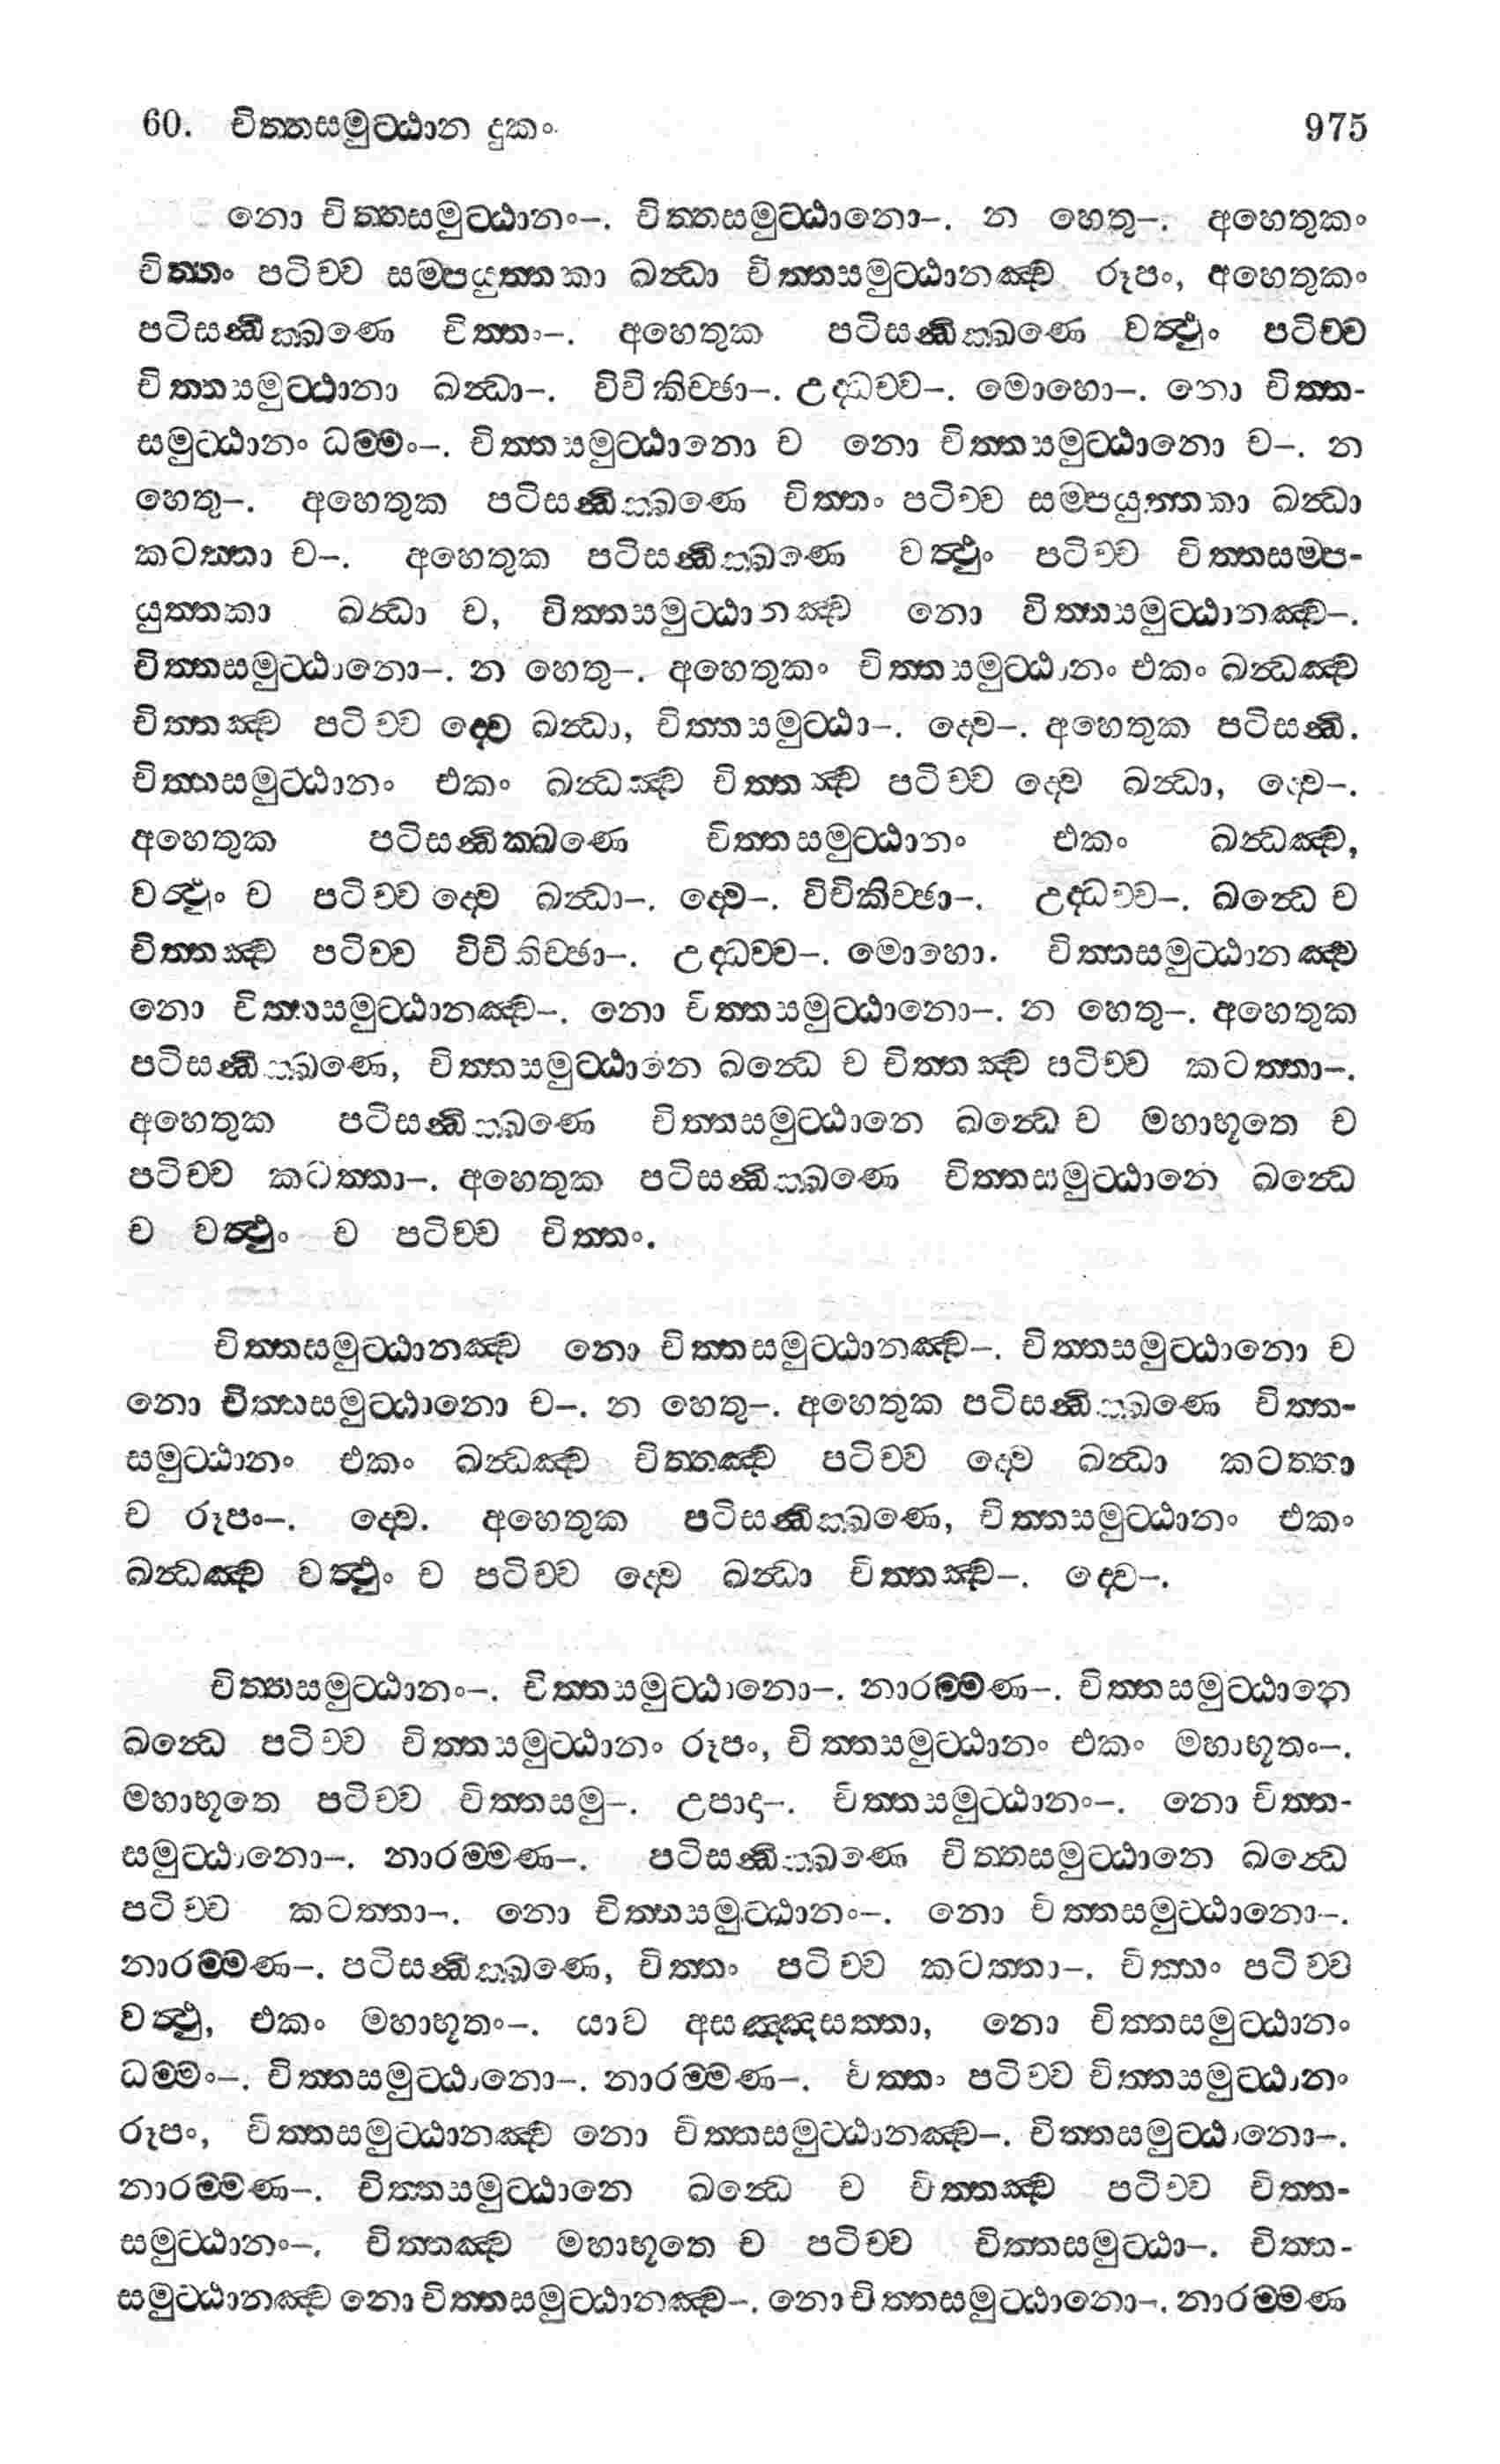 60. චිත්තසමුට්ඨාන දුකං 975
නො චිත්තසමුට්ඨානං–. චිත්තසමුට්ඨානො–. න හෙතු–. අහෙතුකං
චිත්තං පටිච්ච සම්පයුත්තකා ඛන්ධා චිත්තසමුට්ඨානඤ්ච රූපං, අහෙතුකං
පටිසන්ධික්ඛණෙ චිත්තං–. අහෙතුක පටිසන්ධික්ඛණෙ වත්ථුං පටිච්ච
චිත්තසමුට්ඨානා ඛන්ධා–. විචිකිච්ඡා–. උද්ධච්ච–. මොහො–. නො චිත්ත-
සමුට්ඨානං ධම්මං–. චිත්තසමුට්ඨානො ච නො චිත්තසමුට්ඨානො ච–. න
හෙතු–. අහෙතුක පටිසන්ධික්ඛණෙ චිත්තං පටිච්ච සම්පයුත්තකා ඛන්ධා
කටත්තා ච–. අහෙතුක පටිසන්ධික්ඛණෙ වත්ථුං පටිච්ච චිත්තසම්ප-
යුත්තකා ඛන්ධා ච, චිත්තසමුට්ඨානඤ්ච නො චිත්තසමුට්ඨානඤ්ච–.
චිත්තසමුට්ඨානො–. න හෙතු–. අහෙතුකං චිත්තසමුට්ඨානං එකං ඛන්ධඤ්ච
චිත්තඤ්ච පටිච්ච ද්වෙ ඛන්ධා, චිත්තසමුට්ඨා–. ද්වෙ–. අහෙතුක පටිසන්ධි.
චිත්තසමුට්ඨානං එකං ඛන්ධඤ්ච චිත්තඤ්ච පටිච්ච ද්වෙ ඛන්ධා, ද්වෙ–.
අහෙතුක පටිසන්ධික්ඛණෙ චිත්තසමුට්ඨානං එකං ඛන්ධඤ්ච,
වත්ථුං ච පටිච්ච ද්වෙ ඛන්ධා–. ද්වෙ–. විචිකිච්ඡා–. උද්ධච්ච–. ඛන්ධෙ ච
චිත්තඤ්ච පටිච්ච විචිකිච්ඡා–. උද්ධච්ච–. මොහො. චිත්තසමුට්ඨානඤ්ච
නො චිත්තසමුට්ඨානඤ්ච–. නො චිත්තසමුට්ඨානො–. න හෙතු–. අහෙතුක
පටිසන්ධික්ඛණෙ, චිත්තසමුට්ඨානෙ ඛන්ධෙ ච චිත්තඤ්ච පටිච්ච කටත්තා–.
අහෙතුක පටිසන්ධික්ඛණෙ චිත්තසමුට්ඨානෙ ඛන්ධෙ ච මහාභූතෙ ච
පටිච්ච කටත්තා–. අහෙතුක පටිසන්ධික්ඛණෙ චිත්තසමුට්ඨානෙ ඛන්ධෙ
ච වත්ථුං ච පටිච්ච චිත්තං.
චිත්තසමුට්ඨානඤ්ච නො චිත්තසමුට්ඨානඤ්ච–. චිත්තසමුට්ඨානො ච
නො චිත්තසමුට්ඨානො ච–. න හෙතු–. අහෙතුක පටිසන්ධික්ඛණෙ චිත්ත-
සමුට්ඨානං එකං ඛන්ධඤ්ච චිත්තඤ්ච පටිච්ච ද්වෙ ඛන්ධා කටත්තා
ච රූපං–. ද්වෙ. අහෙතුක පටිසන්ධික්ඛණෙ, චිත්තසමුට්ඨානං එකං
ඛන්ධඤ්ච වත්ථුං ච පටිච්ච ද්වෙ ඛන්ධා චිත්තඤ්ච–. ද්වෙ–.
චිත්තසමුට්ඨානං–. චිත්තසමුට්ඨානො–. නාරම්මණ–. චිත්තසමුට්ඨානෙ
ඛන්ධෙ පටිච්ච චිත්තසමුට්ඨානං රූපං, චිත්තසමුට්ඨානං එකං මහාභූතං–.
මහාභූතෙ පටිච්ච චිත්තසමු–. උපාදා–. චිත්තසමුට්ඨානං–. නො චිත්ත-
සමුට්ඨානො–. නාරම්මණ–. පටිසන්ධික්ඛණෙ චිත්තසමුට්ඨානෙ ඛන්ධෙ
පටිච්ච කටත්තා–. නො චිත්තසමුට්ඨානං–. නො චිත්තසමුට්ඨානො–.
නාරම්මණ–. පටිසන්ධික්ඛණෙ, චිත්තං පටිච්ච කටත්තා–. චිත්තං පටිච්ච
වත්ථු, එකං මහාභූතං–. යාව අසඤ්ඤසත්තා, නො චිත්තසමුට්ඨානං
ධම්මං–. චිත්තසමුට්ඨානො–. නාරම්මණ–. චිත්තං පටිච්ච චිත්තසමුට්ඨානං
රූපං, චිත්තසමුට්ඨානඤ්ච නො චිත්තසමුට්ඨානඤ්ච–. චිත්තසමුට්ඨානො–.
නාරම්මණ–. චිත්තසමුට්ඨානෙ ඛන්ධෙ ච චිත්තඤ්ච පටිච්ච චිත්ත-
සමුට්ඨානං–. චිත්තඤ්ච මහාභූතෙ ච පටිච්ච චිත්තසමුට්ඨා–. චිත්ත-
සමුට්ඨානඤ්ච නො චිත්තසමුට්ඨානඤ්ච–. නො චිත්තසමුට්ඨානො–. නාරම්මණ